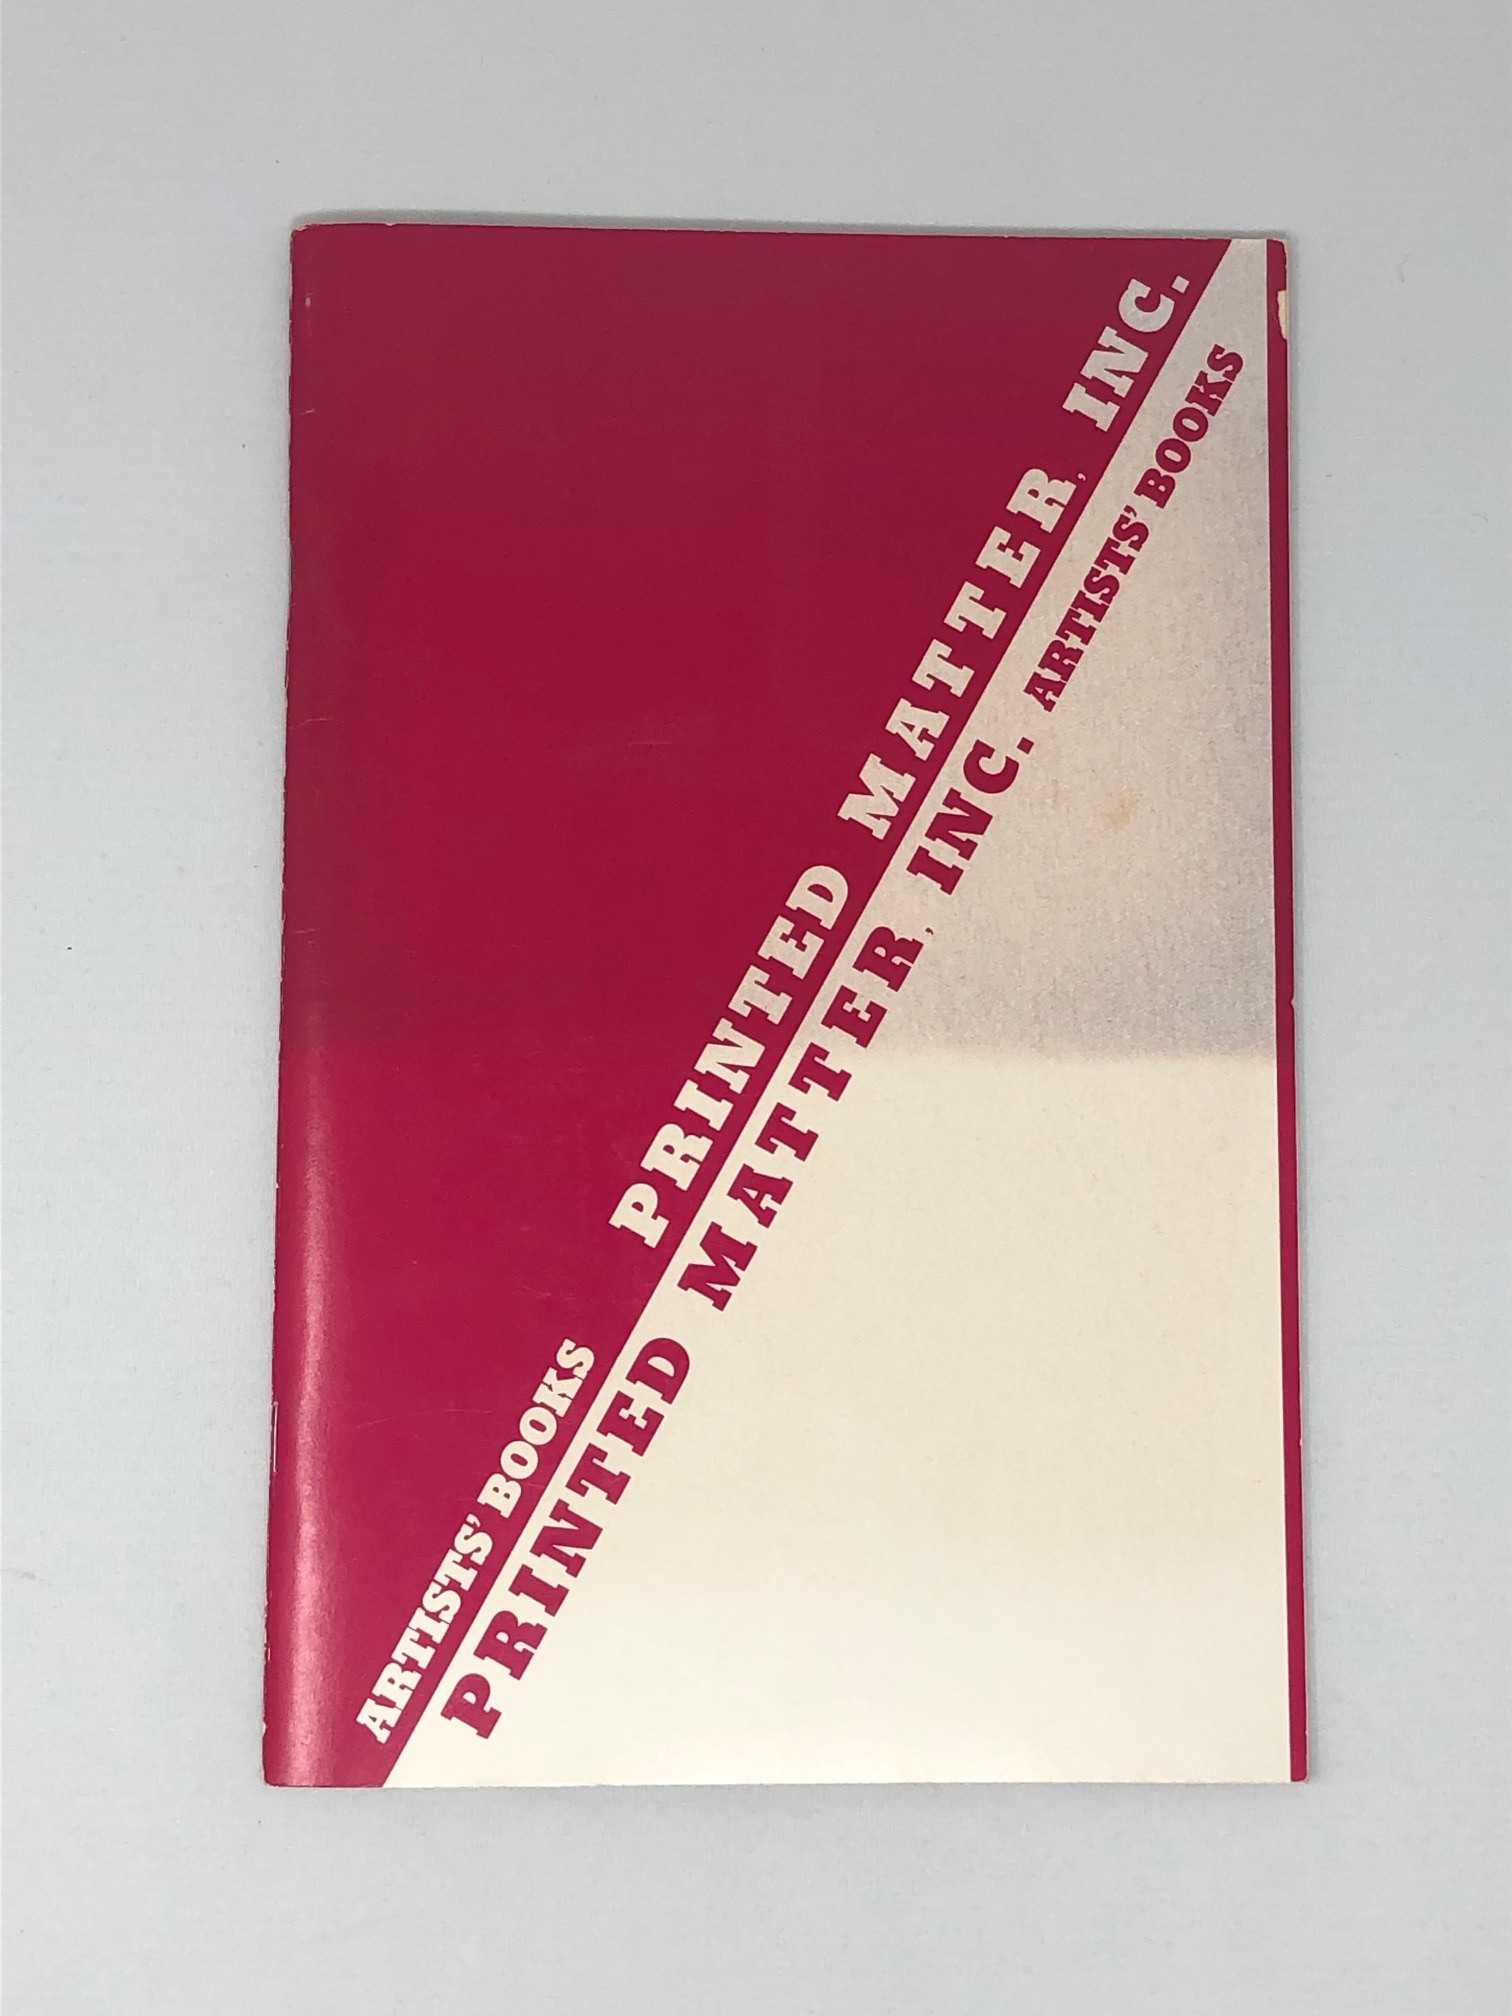 ARTISTS' BOOKS PRINTED MATTER, INC.
PRINTED MATTER, INC. ARTISTS' BOOKS